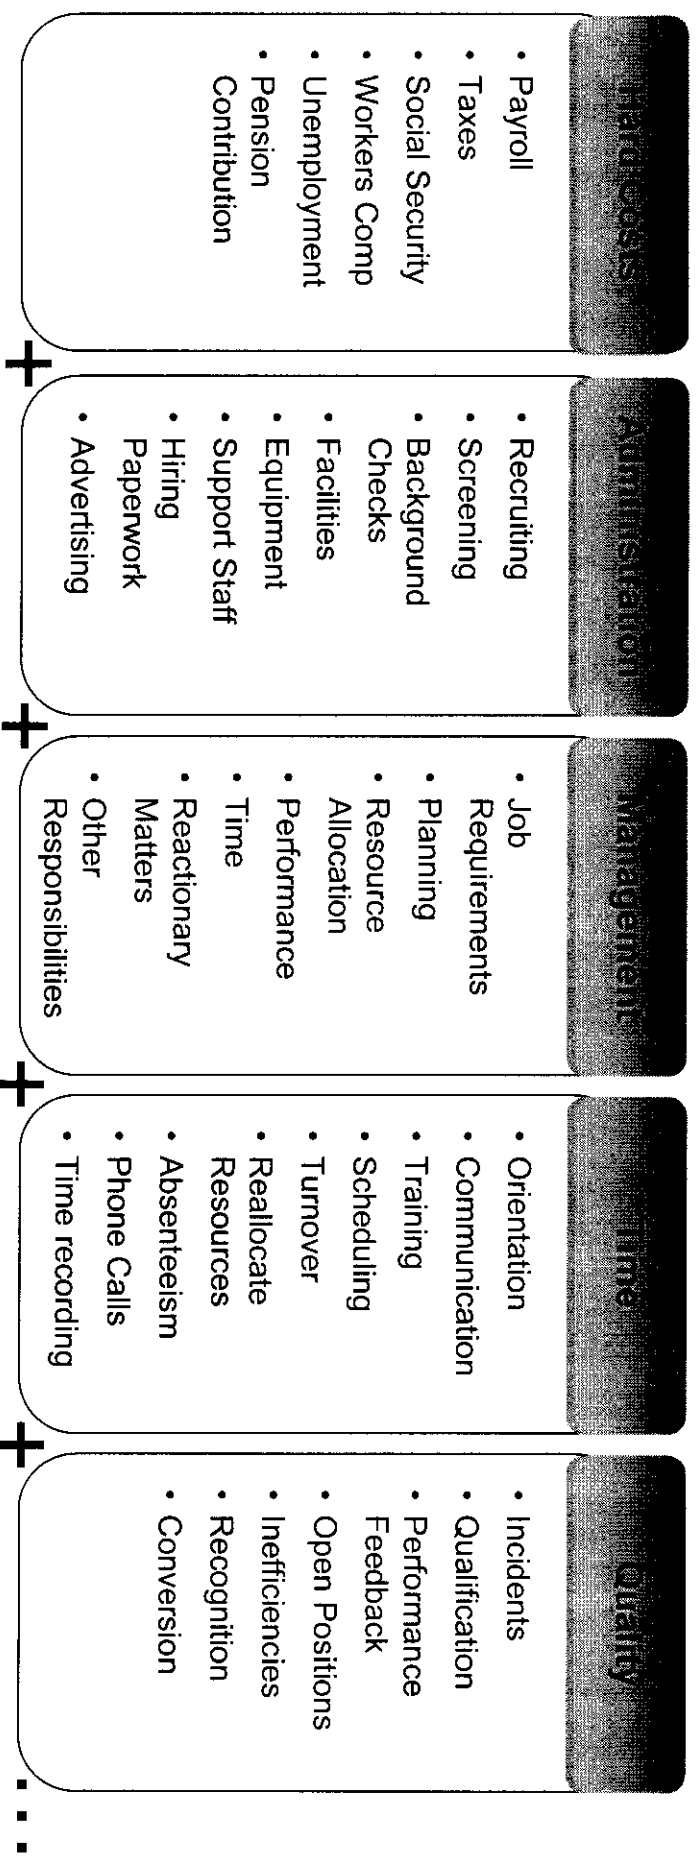 Hard Costs
• Payroll
• Taxes
• Social Security
• Workers Comp
• Unemployment
• Pension
Contribution
+
Administration
• Recruiting
• Screening
• Background
Checks
• Facilities
• Equipment
• Support Staff
• Hiring
Paperwork
• Advertising
+
Management
• Job
Requirements
• Planning
• Resource
Allocation
• Performance
• Time
• Reactionary
Matters
• Other
Responsibilities
+
Time
• Orientation
• Communication
• Training
• Scheduling
• Turnover
• Reallocate
Resources
• Absenteeism
• Phone Calls
• Time recording
+
Quality
• Incidents
• Qualification
• Performance
Feedback
• Open Positions
• Inefficiencies
• Recognition
• Conversion
...